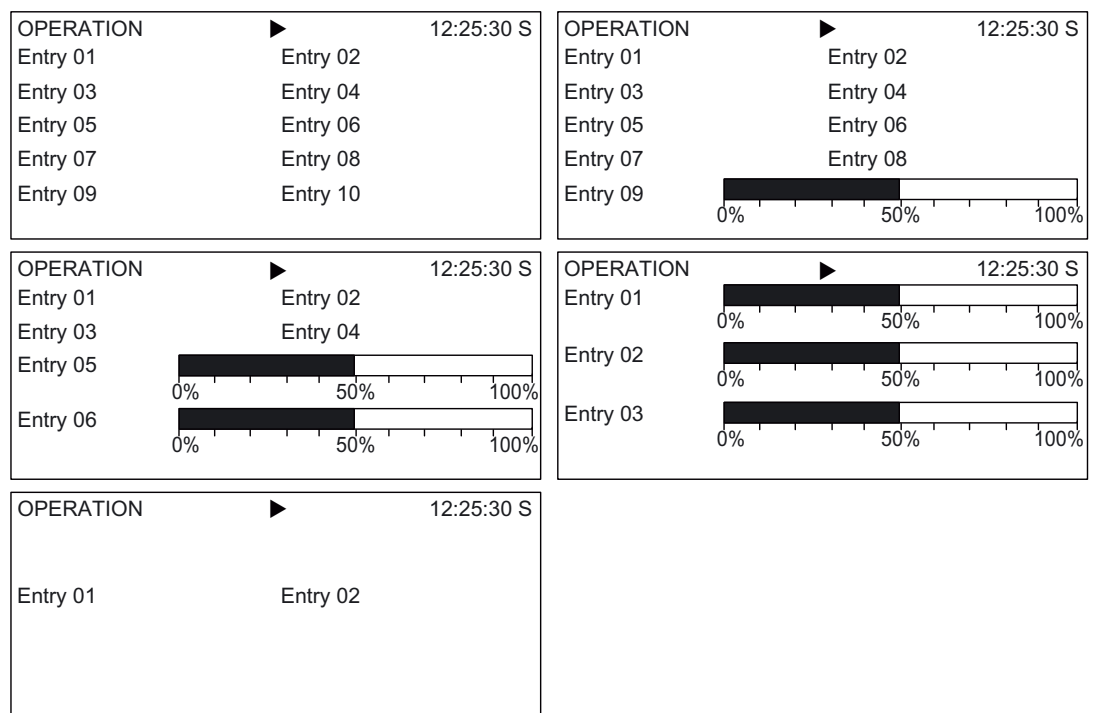 OPERATION ▶ 12:25:30 S
Entry 01 Entry 02
Entry 03 Entry 04
Entry 05 Entry 06
Entry 07 Entry 08
Entry 09 Entry 10
OPERATION ▶ 12:25:30 S
Entry 01 Entry 02
Entry 03 Entry 04
Entry 05 Entry 06
Entry 07 Entry 08
Entry 09
0% 50% 100%
OPERATION ▶ 12:25:30 S
Entry 01 Entry 02
Entry 03 Entry 04
Entry 05
0% 50% 100%
Entry 06
0% 50% 100%
OPERATION ▶ 12:25:30 S
Entry 01
0% 50% 100%
Entry 02
0% 50% 100%
Entry 03
0% 50% 100%
OPERATION ▶ 12:25:30 S
Entry 01 Entry 02